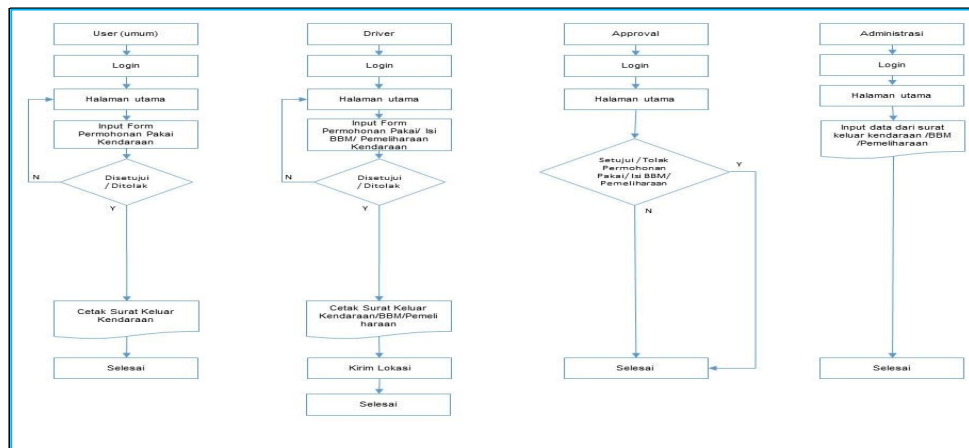 User (umum)
Login
Halaman utama
Input Form
Permohonan Pakai
Kendaraan
N
Disetujui
/ Ditolak
Y
Cetak Surat Keluar
Kendaraan
Selesai
Driver
Login
Halaman utama
Input Form
Permohonan Pakai/ Isi
BBM/ Pemeliharaan
Kendaraan
N
Disetujui
/ Ditolak
Y
Cetak Surat Keluar
Kendaraan/BBM/Pemeli
haraan
Kirim Lokasi
Selesai
Approval
Login
Halaman utama
Setujui / Tolak
Permohonan
Pakai/ Isi BBM/
Pemeliharaan
Y
N
Selesai
Administrasi
Login
Halaman utama
Input data dari surat
keluar kendaraan /BBM
/Pemeliharaan
Selesai